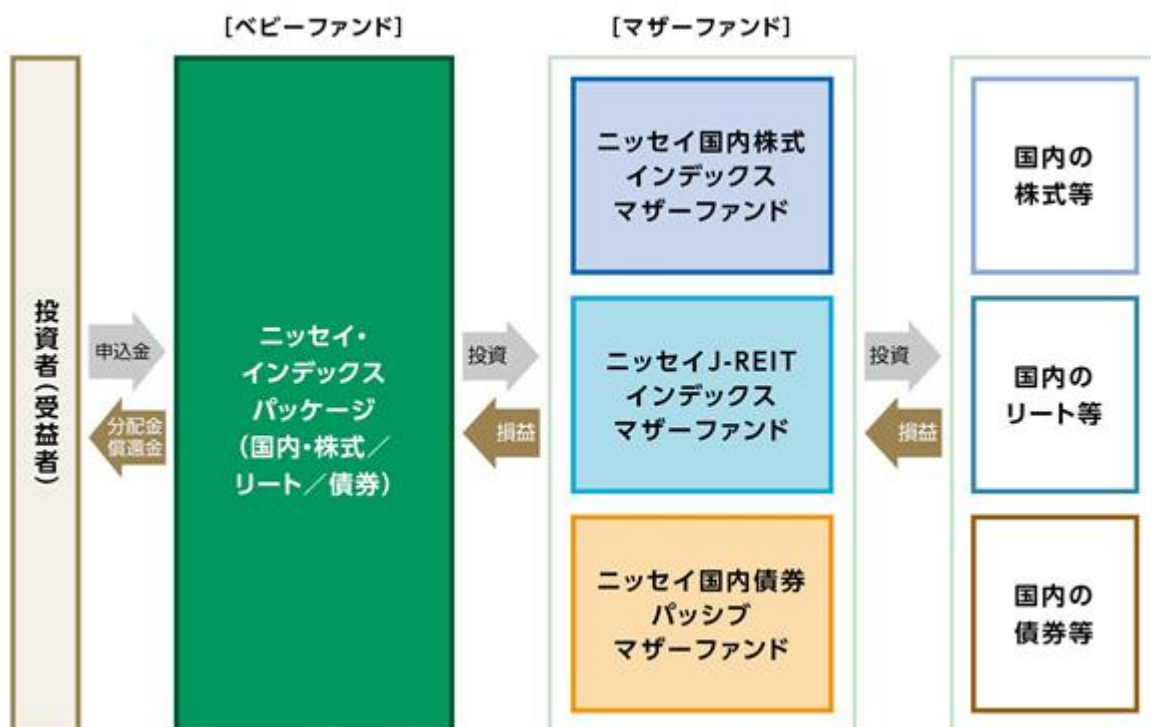 [ベビーファンド]
[マザーファンド]
投資者(受益者)
申込金
分配金
償還金
ニッセイ・
インデックス
パッケージ
(国内・株式/
リート/債券)
投資
損益
ニッセイ国内株式
インデックス
マザーファンド
ニッセイJ-REIT
インデックス
マザーファンド
ニッセイ国内債券
パッシブ
マザーファンド
投資
損益
国内の
株式等
国内の
リート等
国内の
債券等